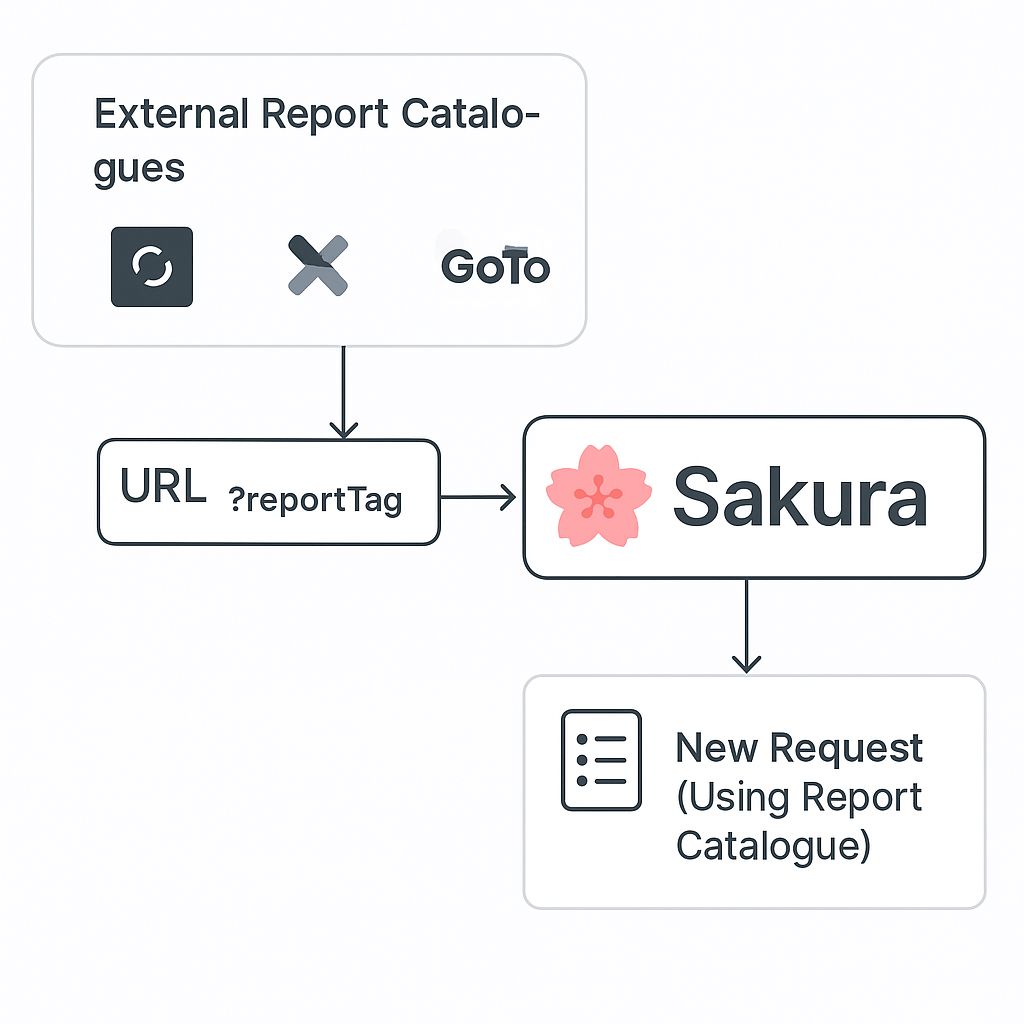 External Report Catalo-
gues
GoTo
URL ?reportTag
Sakura
New Request
(Using Report
Catalogue)